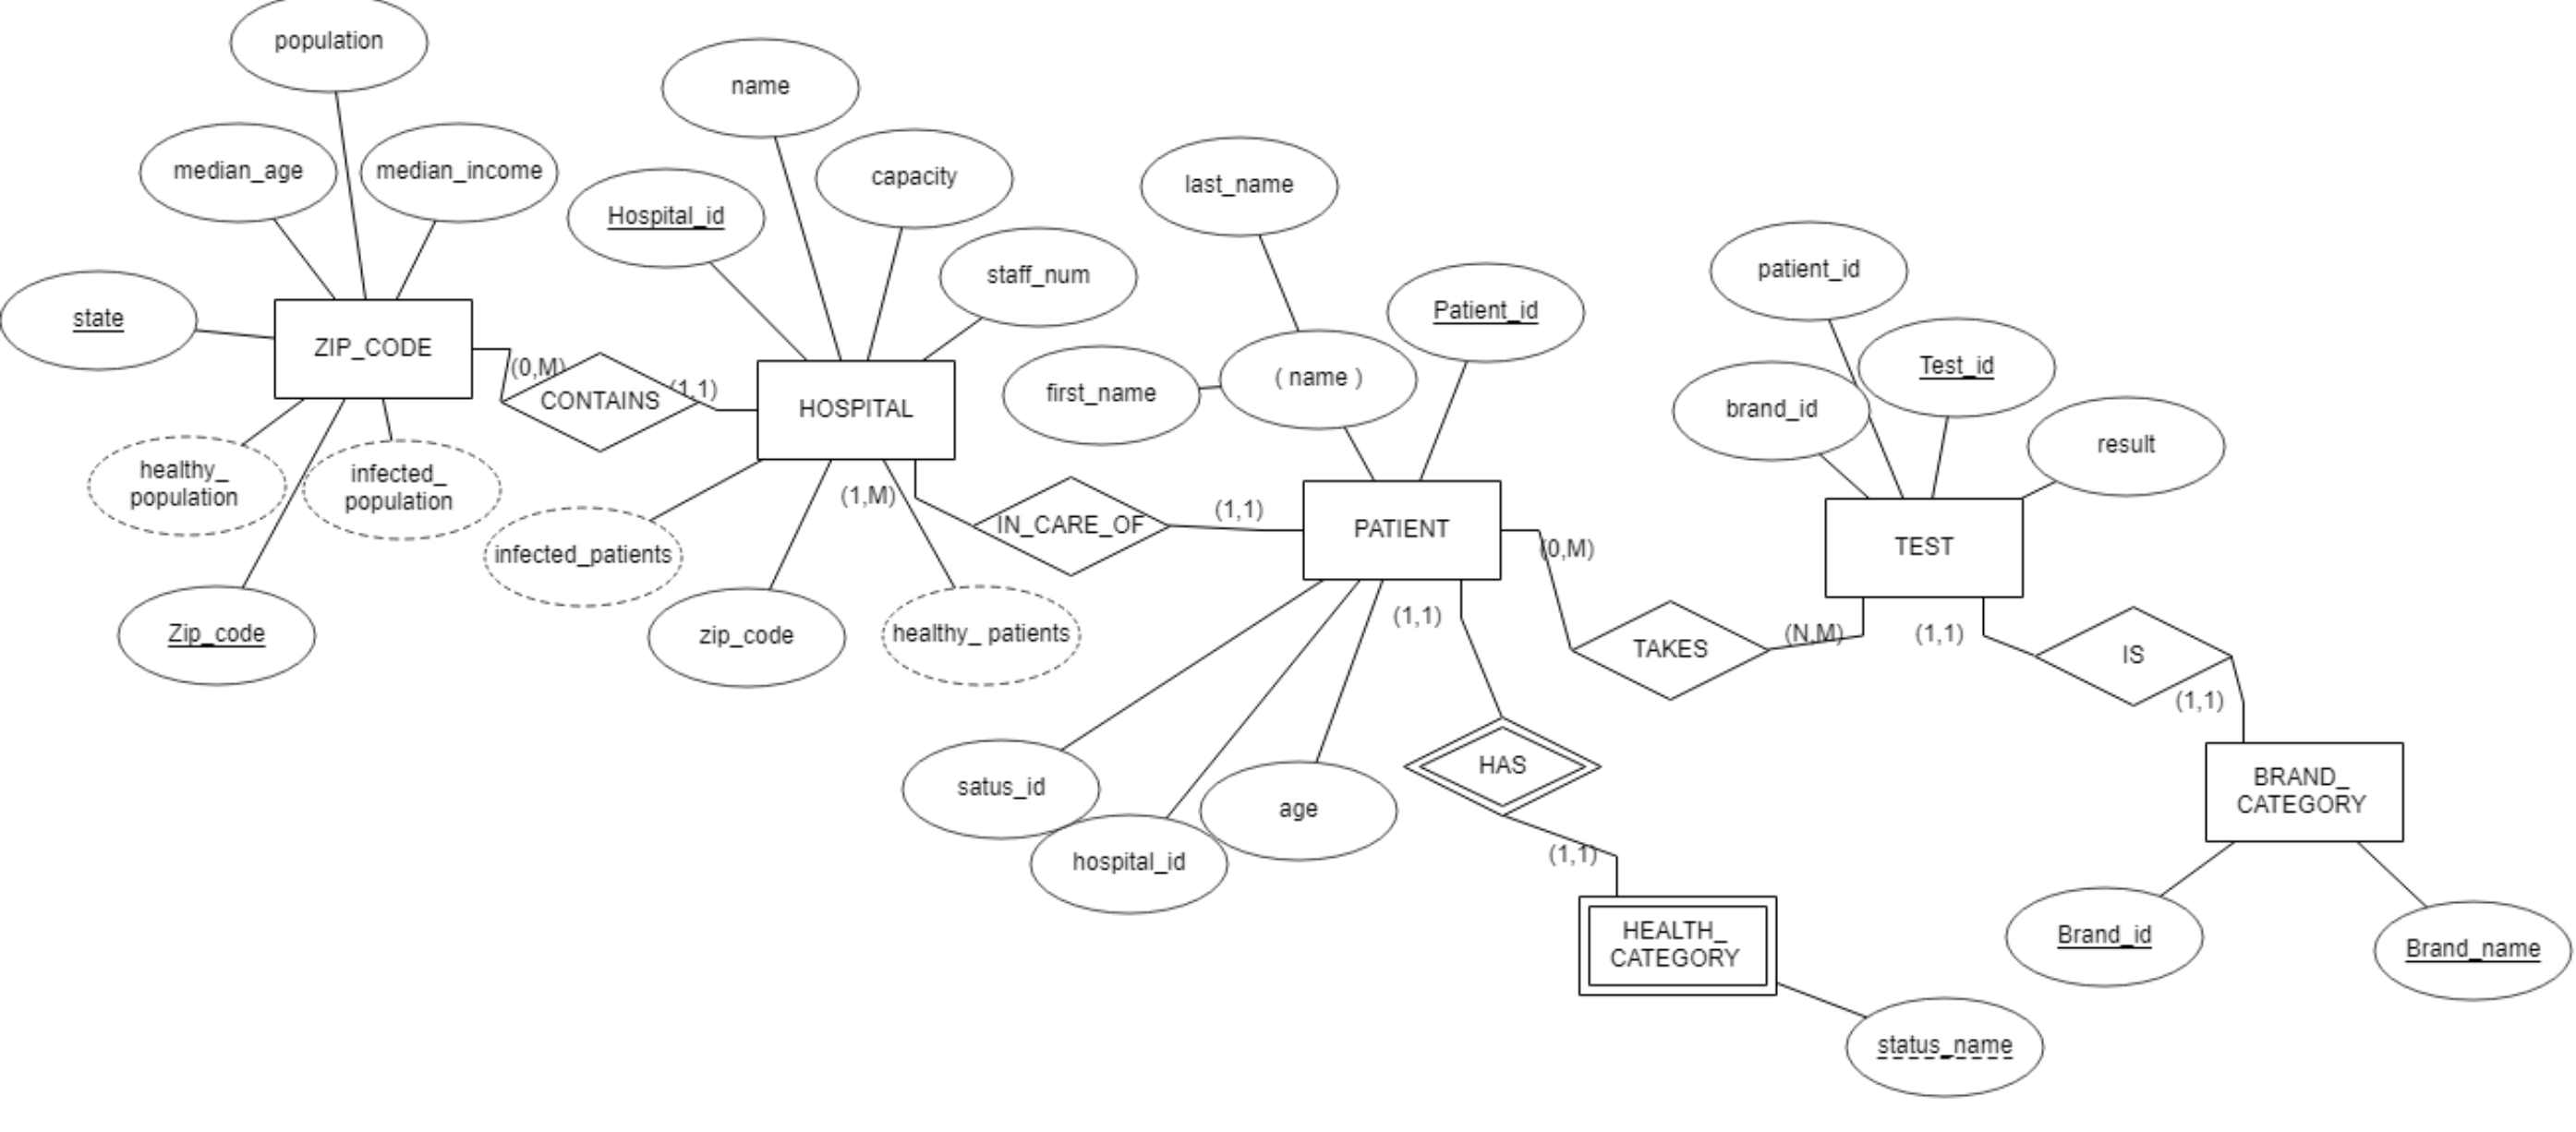 population
name
median_age
median_income
capacity
last_name
Hospital_id
staff_num
patient_id
state
Patient_id
ZIP_CODE
(0,M)
CONTAINS
(1,1)
HOSPITAL
first_name
( name )
Test_id
brand_id
result
healthy_
population
infected_
population
(1,M)
infected_patients
IN_CARE_OF
(1,1)
PATIENT
(0,M)
TEST
Zip_code
zip_code
healthy_ patients
(1,1)
TAKES
(N,M)
(1,1)
IS
(1,1)
satus_id
hospital_id
age
HAS
(1,1)
BRAND_
CATEGORY
HEALTH_
CATEGORY
Brand_id
Brand_name
status_name